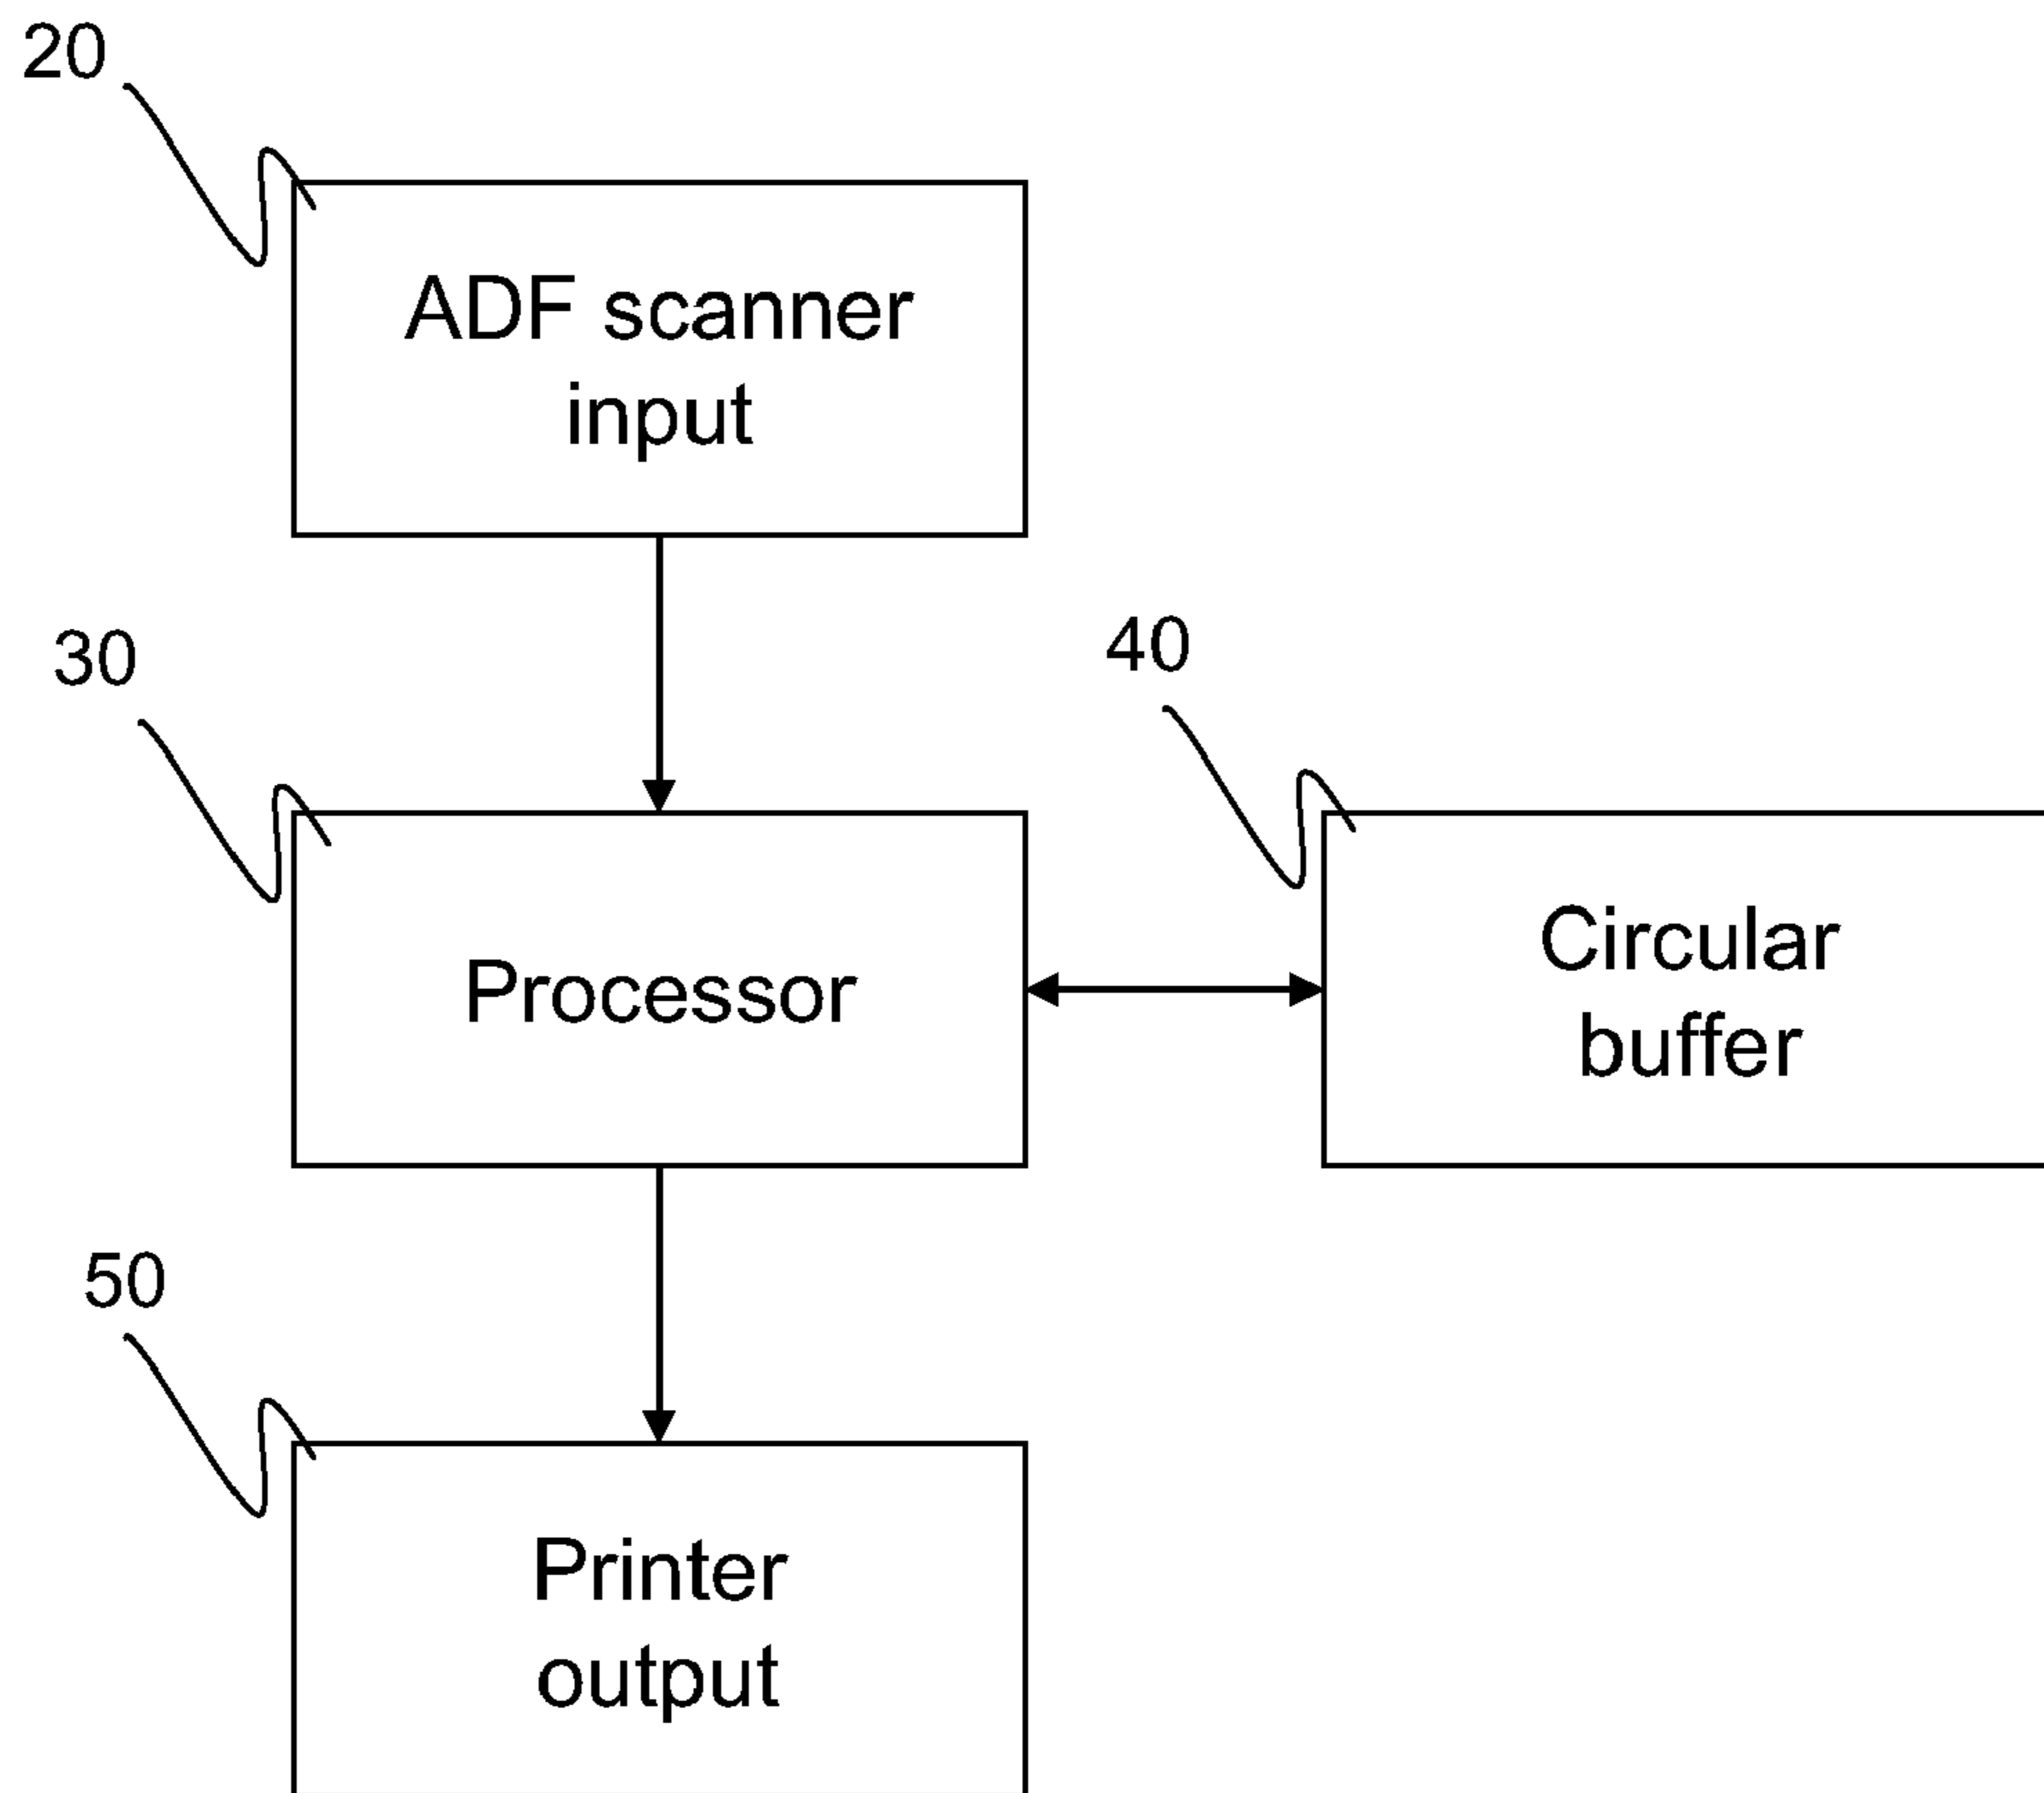 20
ADF scanner
input
30
Processor
40
Circular
buffer
50
Printer
output